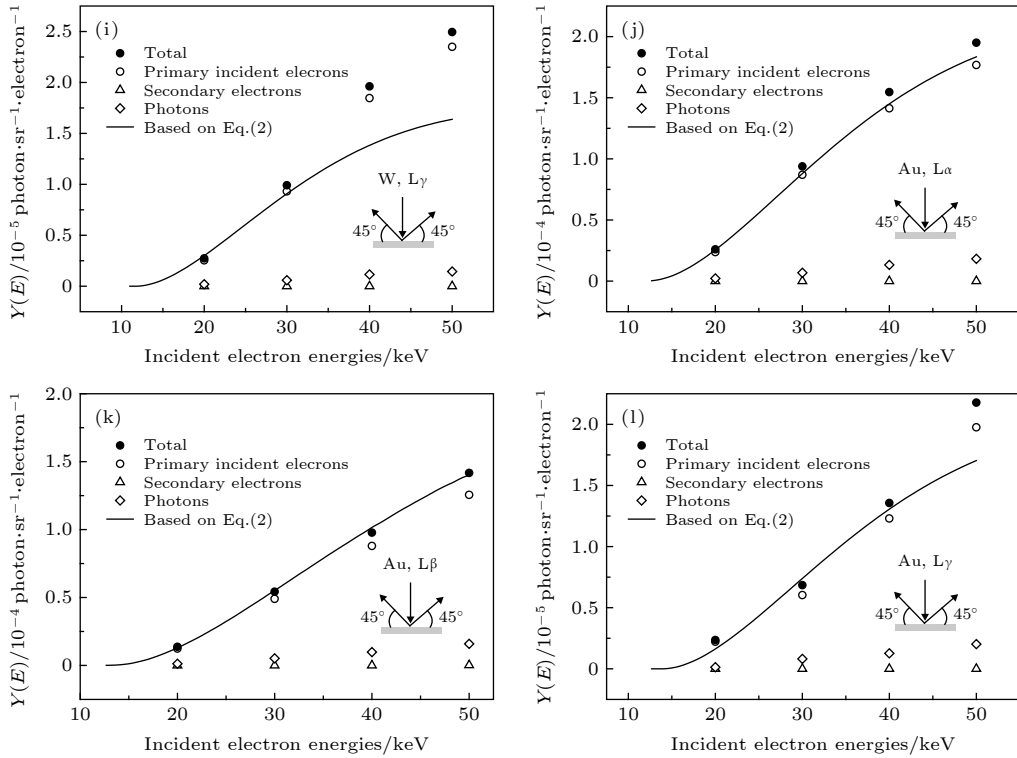 (i)
Total
Primary incident elecrons
Secondary electrons
Photons
Based on Eq.(2)
W, Lγ
45° 45°
2.5
2.0
1.5
1.0
0.5
0
Y(E)/10⁻⁵ photon·sr⁻¹·electron⁻¹
10 20 30 40 50
Incident electron energies/keV
(j)
Total
Primary incident elecrons
Secondary electrons
Photons
Based on Eq.(2)
Au, Lα
45° 45°
2.0
1.5
1.0
0.5
0
Y(E)/10⁻⁴ photon·sr⁻¹·electron⁻¹
10 20 30 40 50
Incident electron energies/keV
(k)
Total
Primary incident elecrons
Secondary electrons
Photons
Based on Eq.(2)
Au, Lβ
45° 45°
2.0
1.5
1.0
0.5
0
Y(E)/10⁻⁴ photon·sr⁻¹·electron⁻¹
10 20 30 40 50
Incident electron energies/keV
(l)
Total
Primary incident elecrons
Secondary electrons
Photons
Based on Eq.(2)
Au, Lγ
45° 45°
2.0
1.5
1.0
0.5
0
Y(E)/10⁻⁵ photon·sr⁻¹·electron⁻¹
10 20 30 40 50
Incident electron energies/keV